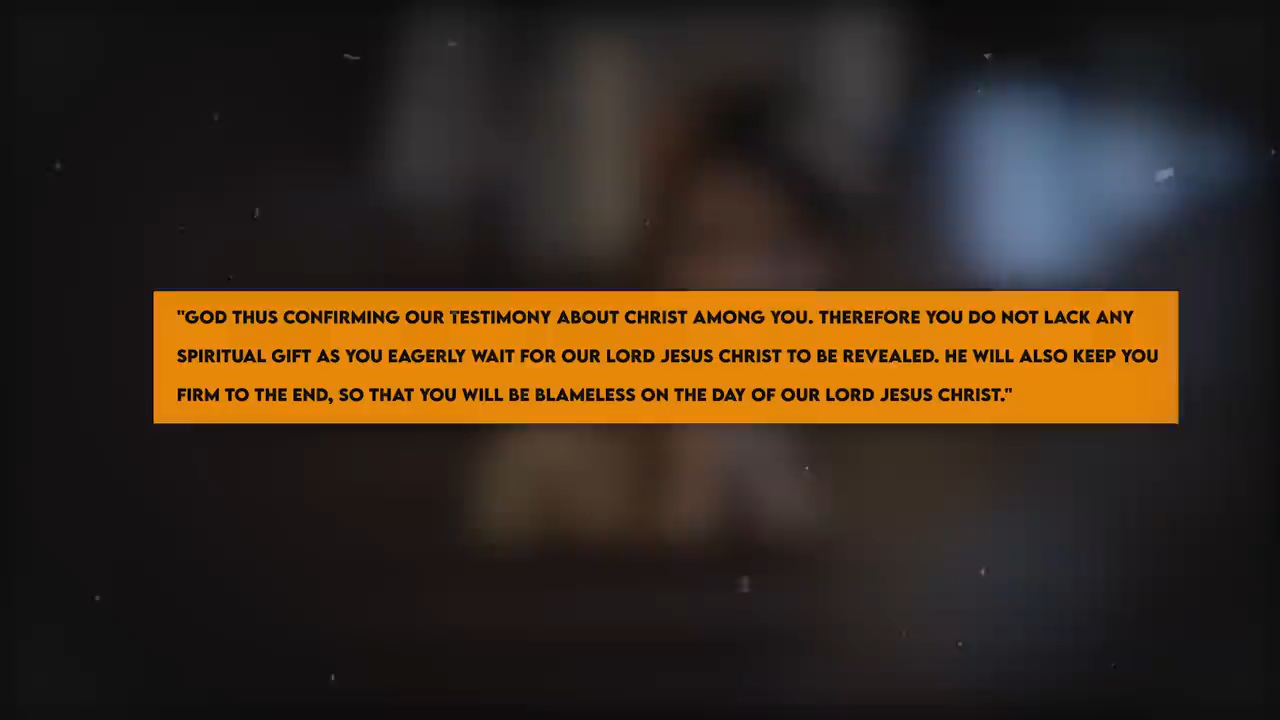 "GOD THUS CONFIRMING OUR TESTIMONY ABOUT CHRIST AMONG YOU. THEREFORE YOU DO NOT LACK ANY
SPIRITUAL GIFT AS YOU EAGERLY WAIT FOR OUR LORD JESUS CHRIST TO BE REVEALED. HE WILL ALSO KEEP YOU
FIRM TO THE END, SO THAT YOU WILL BE BLAMELESS ON THE DAY OF OUR LORD JESUS CHRIST."